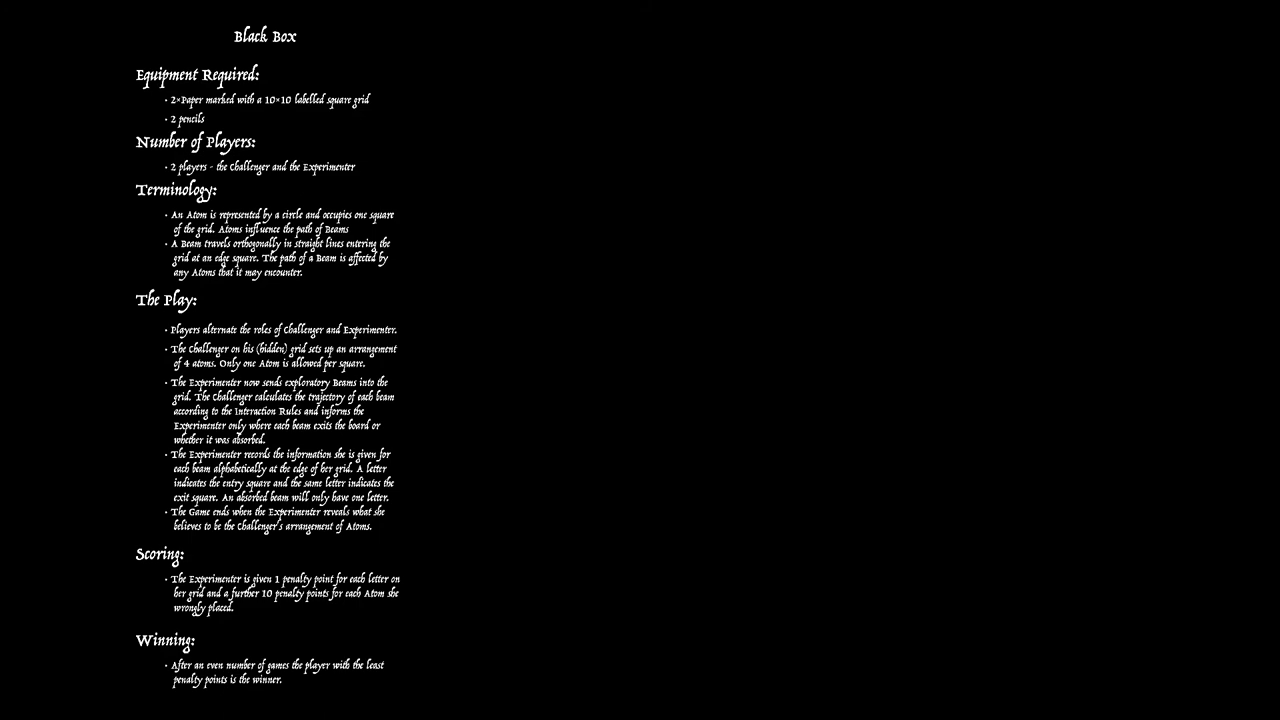 Black Box
Equipment Required:
• 2×Paper marked with a 10×10 labelled square grid
• 2 pencils
Number of Players:
• 2 players - the Challenger and the Experimenter
Terminology:
• An Atom is represented by a circle and occupies one square
of the grid. Atoms influence the path of Beams
• A Beam travels orthogonally in straight lines entering the
grid at an edge square. The path of a Beam is affected by
any Atoms that it may encounter.
The Play:
• Players alternate the roles of Challenger and Experimenter.
• The Challenger on his (hidden) grid sets up an arrangement
of 4 atoms. Only one Atom is allowed per square.
• The Experimenter now sends exploratory Beams into the
grid. The Challenger calculates the trajectory of each beam
according to the Interaction Rules and informs the
Experimenter only where each beam exits the board or
whether it was absorbed.
• The Experimenter records the information she is given for
each beam alphabetically at the edge of her grid. A letter
indicates the entry square and the same letter indicates the
exit square. An absorbed beam will only have one letter.
• The Game ends when the Experimenter reveals what she
believes to be the Challenger's arrangement of Atoms.
Scoring:
• The Experimenter is given 1 penalty point for each letter on
her grid and a further 10 penalty points for each Atom she
wrongly placed.
Winning:
• After an even number of games the player with the least
penalty points is the winner.